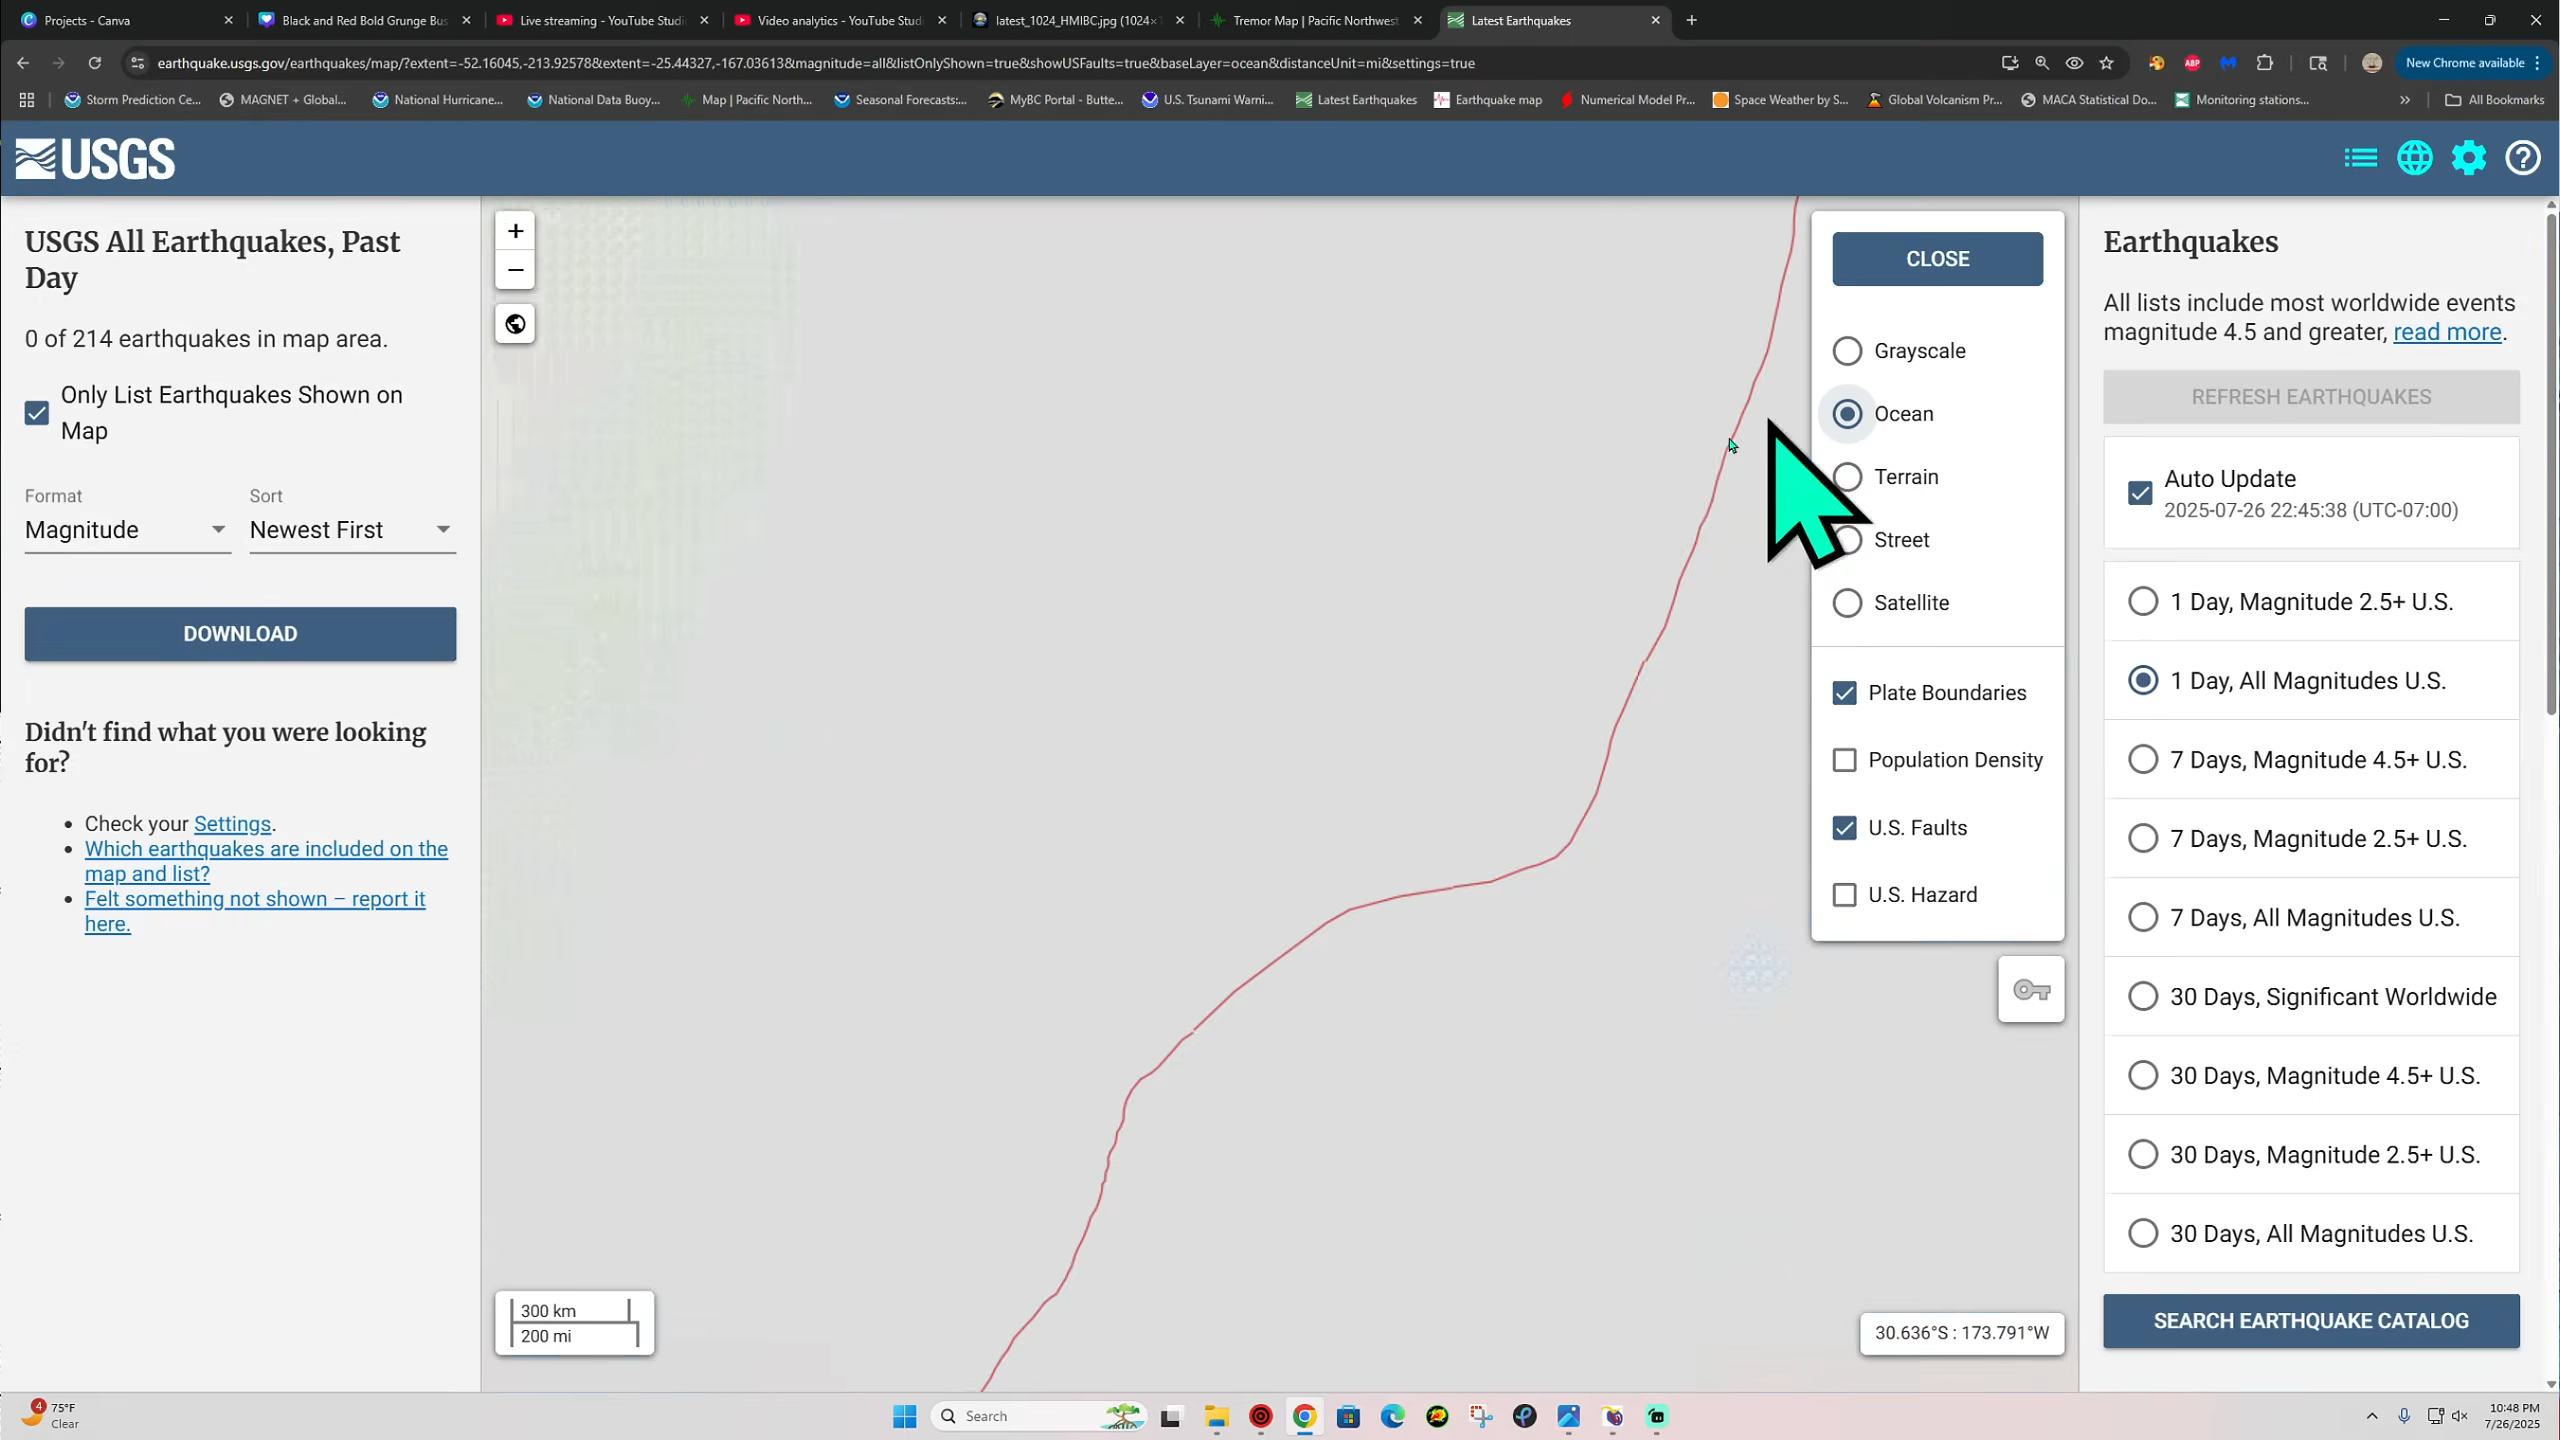 Projects - Canva
Black and Red Bold Grunge Bus
Live streaming - YouTube Studi
Video analytics - YouTube Studi
latest_1024_HMIBC.jpg (1024×1
Tremor Map | Pacific Northwest
Latest Earthquakes
earthquake.usgs.gov/earthquakes/map/?extent=-52.16045,-213.92578&extent=-25.44327,-167.03613&magnitude=all&listOnlyShown=true&showUSFaults=true&baseLayer=ocean&distanceUnit=mi&settings=true
ABP
New Chrome available
Storm Prediction Ce...
MAGNET + Global...
National Hurricane...
National Data Buoy...
Map | Pacific North...
Seasonal Forecasts:...
MyBC Portal - Butte...
U.S. Tsunami Warni...
Latest Earthquakes
Earthquake map
Numerical Model Pr...
Space Weather by S...
Global Volcanism Pr...
MACA Statistical Do...
Monitoring stations...
All Bookmarks
USGS
USGS All Earthquakes, Past
Day
0 of 214 earthquakes in map area.
Only List Earthquakes Shown on
Map
Format
Sort
Magnitude
Newest First
DOWNLOAD
Didn't find what you were looking
for?
Check your Settings.
Which earthquakes are included on the
map and list?
Felt something not shown – report it
here.
CLOSE
Grayscale
Ocean
Terrain
Street
Satellite
Plate Boundaries
Population Density
U.S. Faults
U.S. Hazard
300 km
200 mi
30.636°S : 173.791°W
Earthquakes
All lists include most worldwide events
magnitude 4.5 and greater, read more.
REFRESH EARTHQUAKES
Auto Update
2025-07-26 22:45:38 (UTC-07:00)
1 Day, Magnitude 2.5+ U.S.
1 Day, All Magnitudes U.S.
7 Days, Magnitude 4.5+ U.S.
7 Days, Magnitude 2.5+ U.S.
7 Days, All Magnitudes U.S.
30 Days, Significant Worldwide
30 Days, Magnitude 4.5+ U.S.
30 Days, Magnitude 2.5+ U.S.
30 Days, All Magnitudes U.S.
SEARCH EARTHQUAKE CATALOG
4
75°F
Clear
Search
10:48 PM
7/26/2025